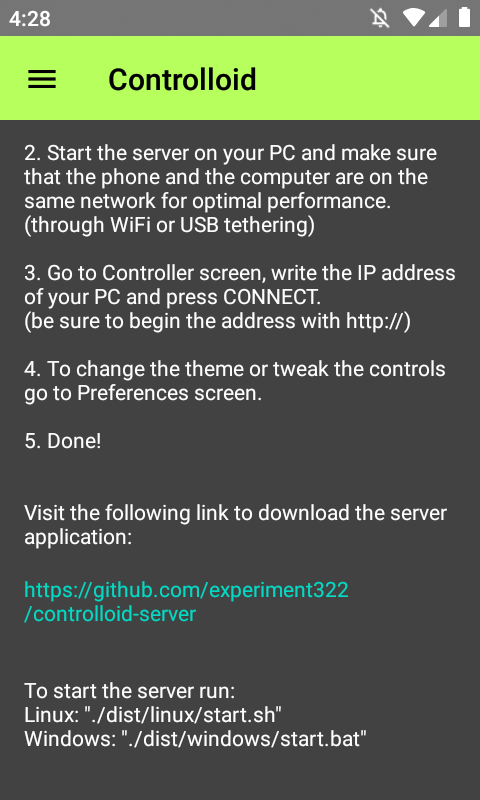 4:28
Controlloid
2. Start the server on your PC and make sure
that the phone and the computer are on the
same network for optimal performance.
(through WiFi or USB tethering)
3. Go to Controller screen, write the IP address
of your PC and press CONNECT.
(be sure to begin the address with http://)
4. To change the theme or tweak the controls
go to Preferences screen.
5. Done!
Visit the following link to download the server
application:
https://github.com/experiment322
/controlloid-server
To start the server run:
Linux: "./dist/linux/start.sh"
Windows: "./dist/windows/start.bat"